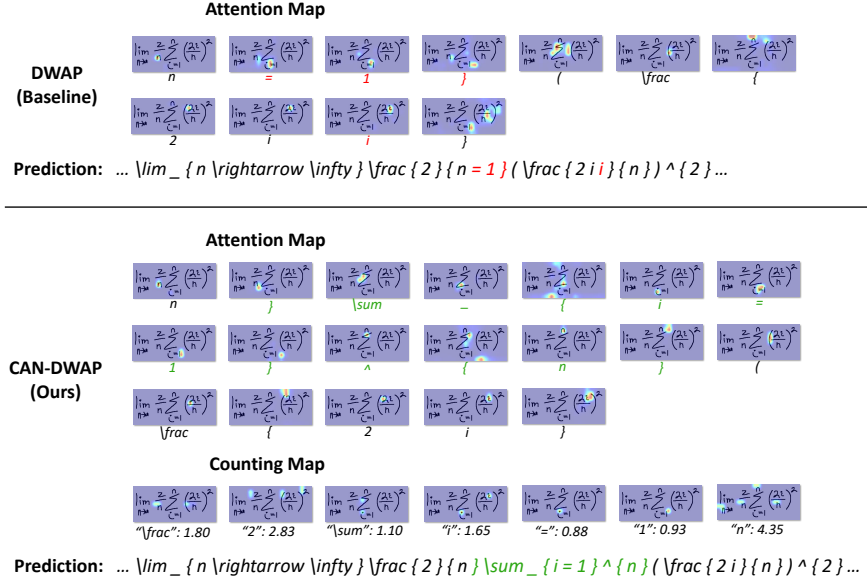 Attention Map
DWAP
(Baseline)
n = 1 } ( \frac {
2 i i }
Prediction: ... \lim _ { n \rightarrow \infty } \frac { 2 } { n = 1 } ( \frac { 2 i i } { n } ) ^ { 2 } ...
Attention Map
CAN-DWAP
(Ours)
n } \sum _ { i =
1 } ^ { n } (
\frac { 2 i }
Counting Map
"\frac": 1.80 "2": 2.83 "\sum": 1.10 "i": 1.65 "=": 0.88 "1": 0.93 "n": 4.35
Prediction: ... \lim _ { n \rightarrow \infty } \frac { 2 } { n } \sum _ { i = 1 } ^ { n } ( \frac { 2 i } { n } ) ^ { 2 } ...